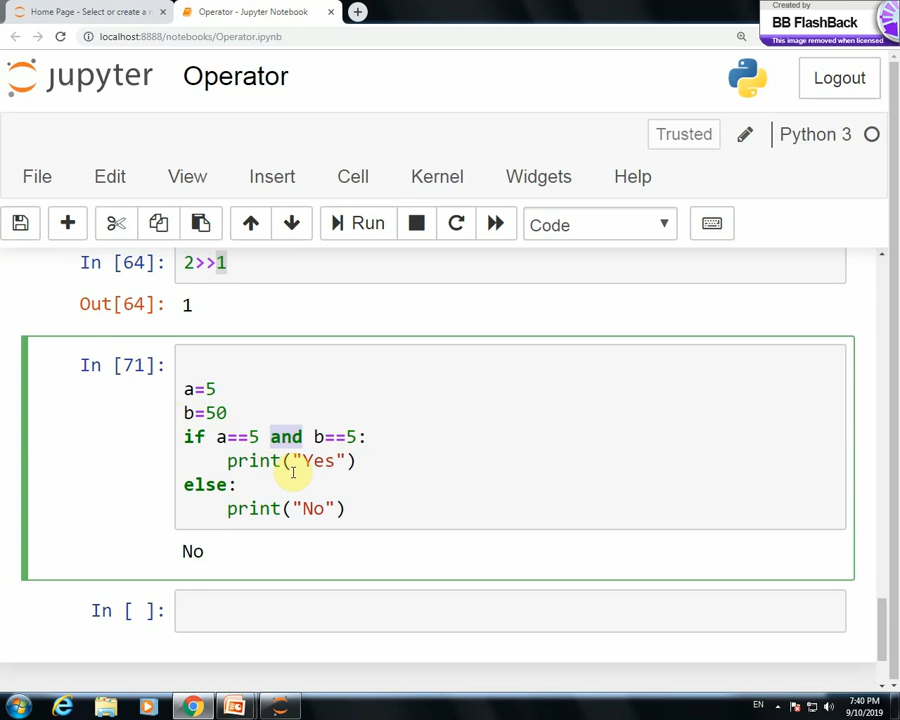 Home Page - Select or create a n
Operator - Jupyter Notebook
Created by
BB FlashBack
This image removed when licensed
localhost:8888/notebooks/Operator.ipynb
jupyter
Operator
Logout
Trusted
Python 3
File Edit View Insert Cell Kernel Widgets Help
Run
Code
In [64]: 2>>1
Out[64]: 1
In [71]:
a=5
b=50
if a==5 and b==5:
print("Yes")
else:
print("No")
No
In [ ]:
EN
7:40 PM
9/10/2019